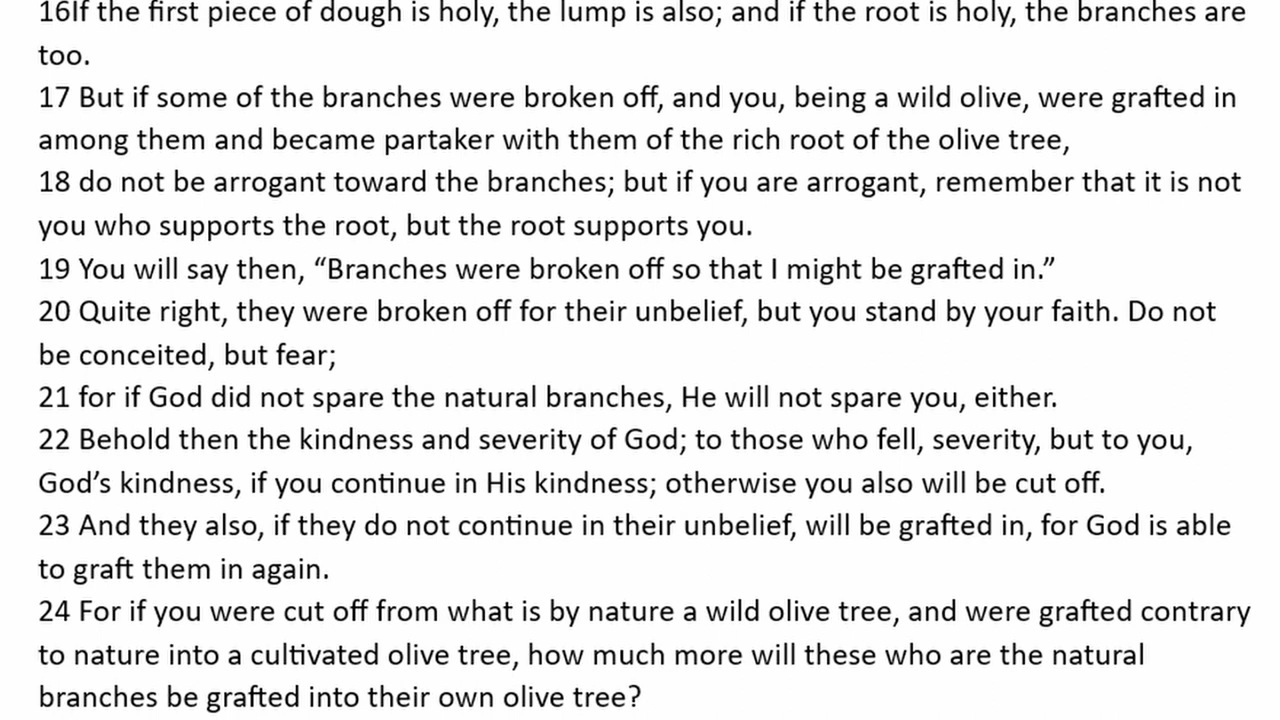 16If the first piece of dough is holy, the lump is also; and if the root is holy, the branches are
too.
17 But if some of the branches were broken off, and you, being a wild olive, were grafted in
among them and became partaker with them of the rich root of the olive tree,
18 do not be arrogant toward the branches; but if you are arrogant, remember that it is not
you who supports the root, but the root supports you.
19 You will say then, “Branches were broken off so that I might be grafted in.”
20 Quite right, they were broken off for their unbelief, but you stand by your faith. Do not
be conceited, but fear;
21 for if God did not spare the natural branches, He will not spare you, either.
22 Behold then the kindness and severity of God; to those who fell, severity, but to you,
God’s kindness, if you continue in His kindness; otherwise you also will be cut off.
23 And they also, if they do not continue in their unbelief, will be grafted in, for God is able
to graft them in again.
24 For if you were cut off from what is by nature a wild olive tree, and were grafted contrary
to nature into a cultivated olive tree, how much more will these who are the natural
branches be grafted into their own olive tree?